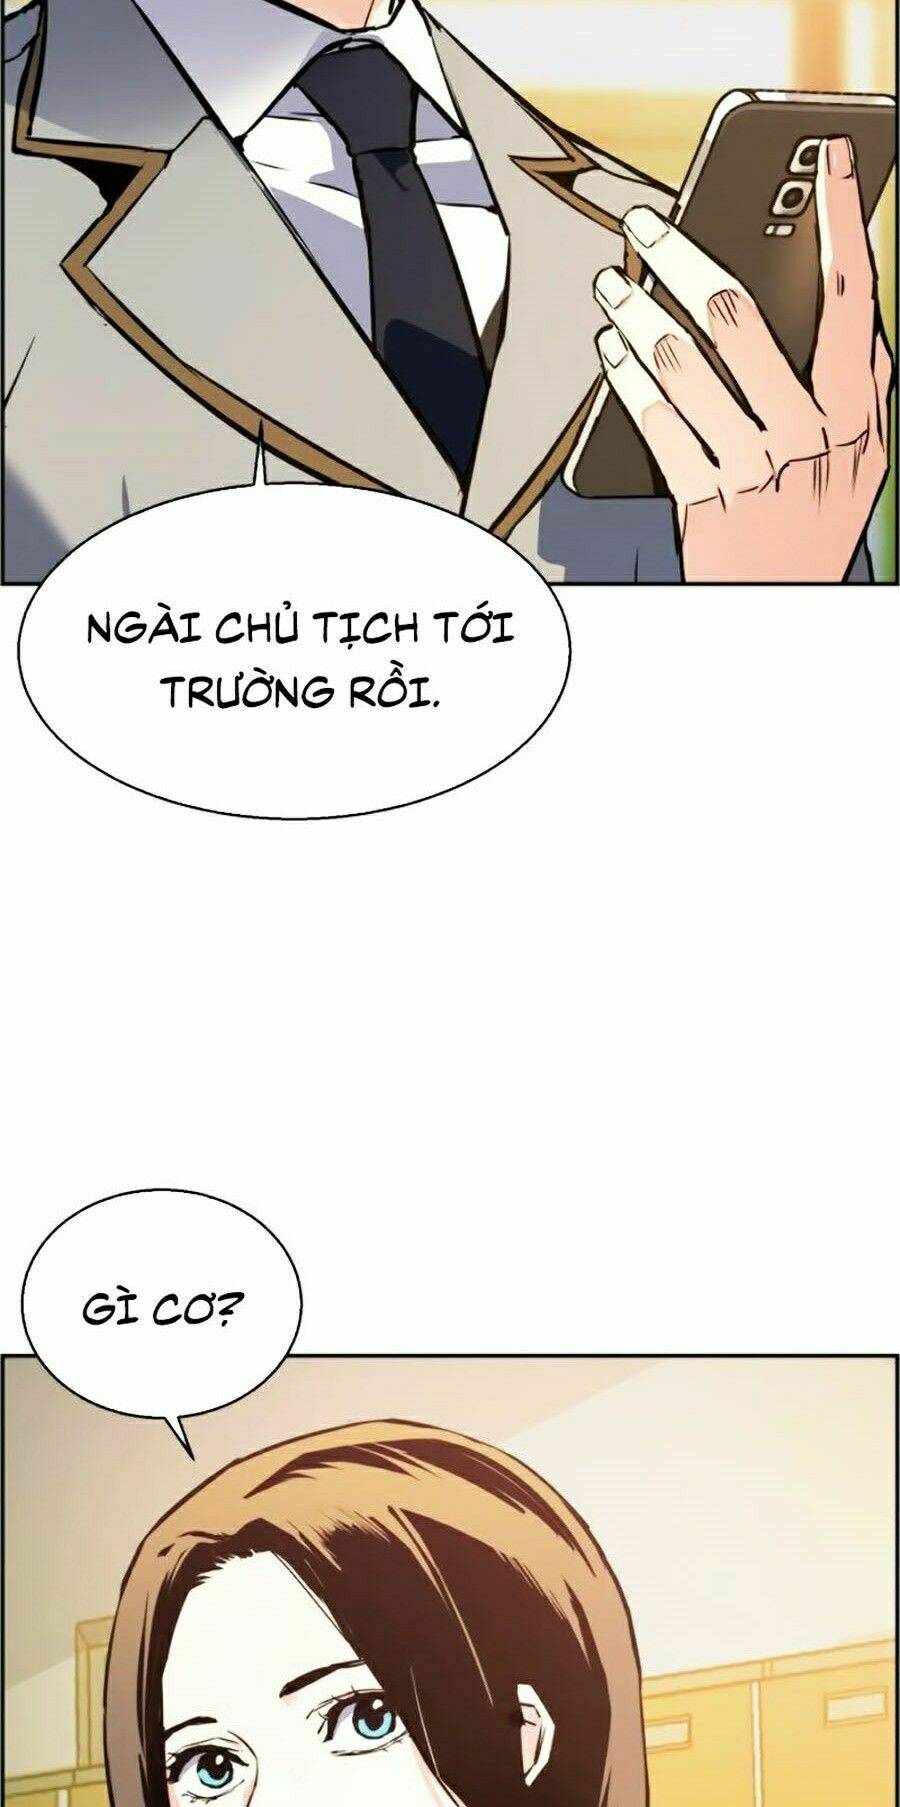 NGÀI CHỦ TỊCH TỚI
TRƯỜNG RỒI.
GÌ CƠ?